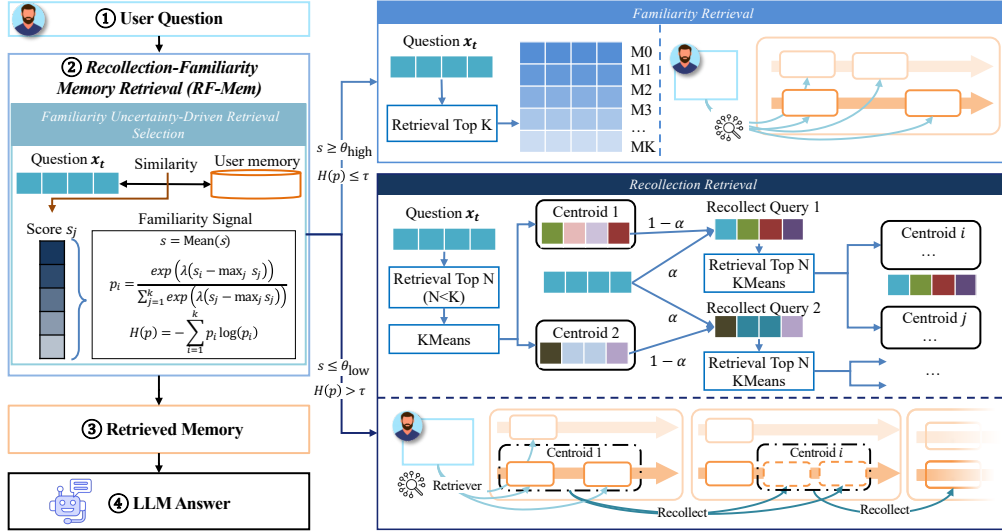 ① User Question
② Recollection-Familiarity
Memory Retrieval (RF-Mem)
Familiarity Uncertainty-Driven Retrieval
Selection
Question x_t
Similarity
User memory
Score s_j
Familiarity Signal
s = Mean(s)
p_i = exp(λ(s_i − max_j s_j)) / ∑_{j=1}^{k} exp(λ(s_j − max_j s_j))
H(p) = −∑_{i=1}^{k} p_i log(p_i)
③ Retrieved Memory
④ LLM Answer
s ≥ θ_high
H(p) ≤ τ
s ≤ θ_low
H(p) > τ
Familiarity Retrieval
Question x_t
Retrieval Top K
M0
M1
M2
M3
…
MK
Recollection Retrieval
Question x_t
Retrieval Top N
(N<K)
KMeans
Centroid 1
Centroid 2
1 − α
α
α
1 − α
Recollect Query 1
Retrieval Top N
KMeans
Recollect Query 2
Retrieval Top N
KMeans
Centroid i
…
Centroid j
…
…
Retriever
Centroid 1
Centroid i
Recollect
Recollect